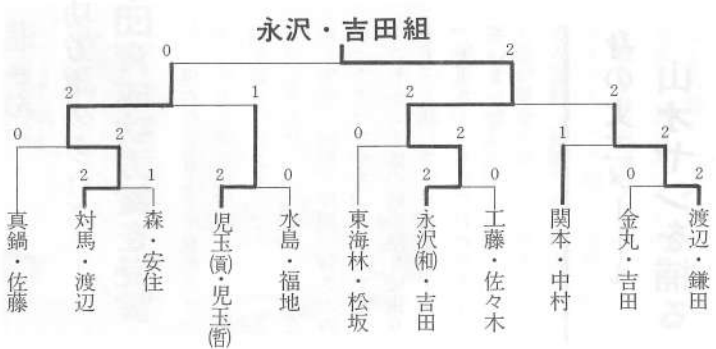 永沢・吉田組
0 2
2 1 2 2
0 2 0 2 1 2
2 1 2 0 2 0 0 2
真鍋・佐藤
対馬・渡辺
森・安住
児玉(貢)・児玉(哲)
水島・福地
東海林・松坂
永沢(和)・吉田
工藤・佐々木
関本・中村
金丸・吉田
渡辺・鎌田